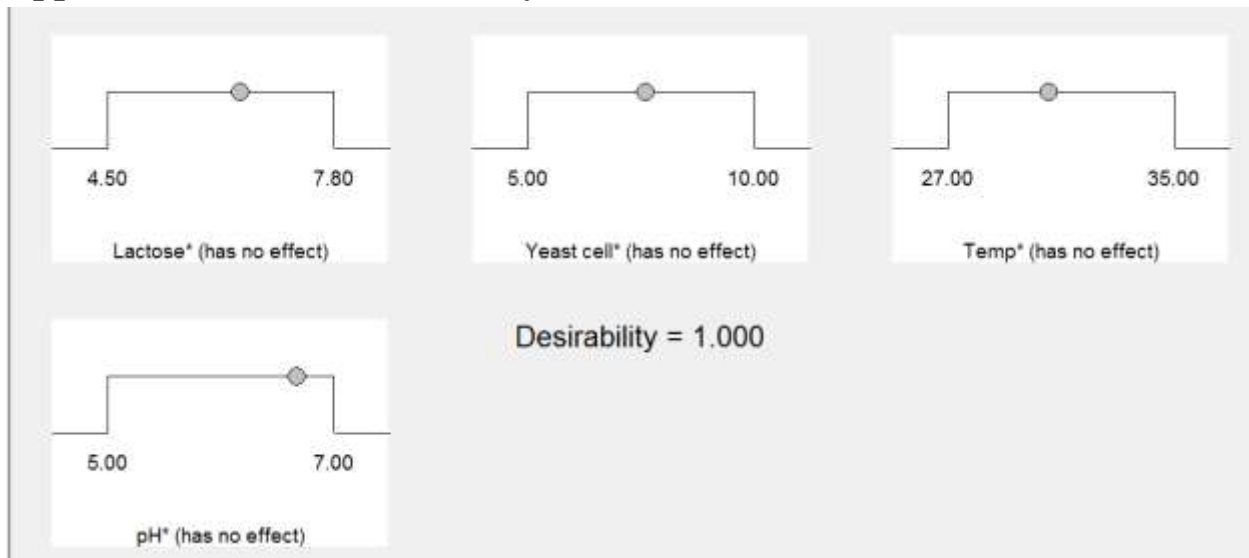 4.50 7.80
Lactose* (has no effect)
5.00 10.00
Yeast cell* (has no effect)
27.00 35.00
Temp* (has no effect)
5.00 7.00
pH* (has no effect)
Desirability = 1.000